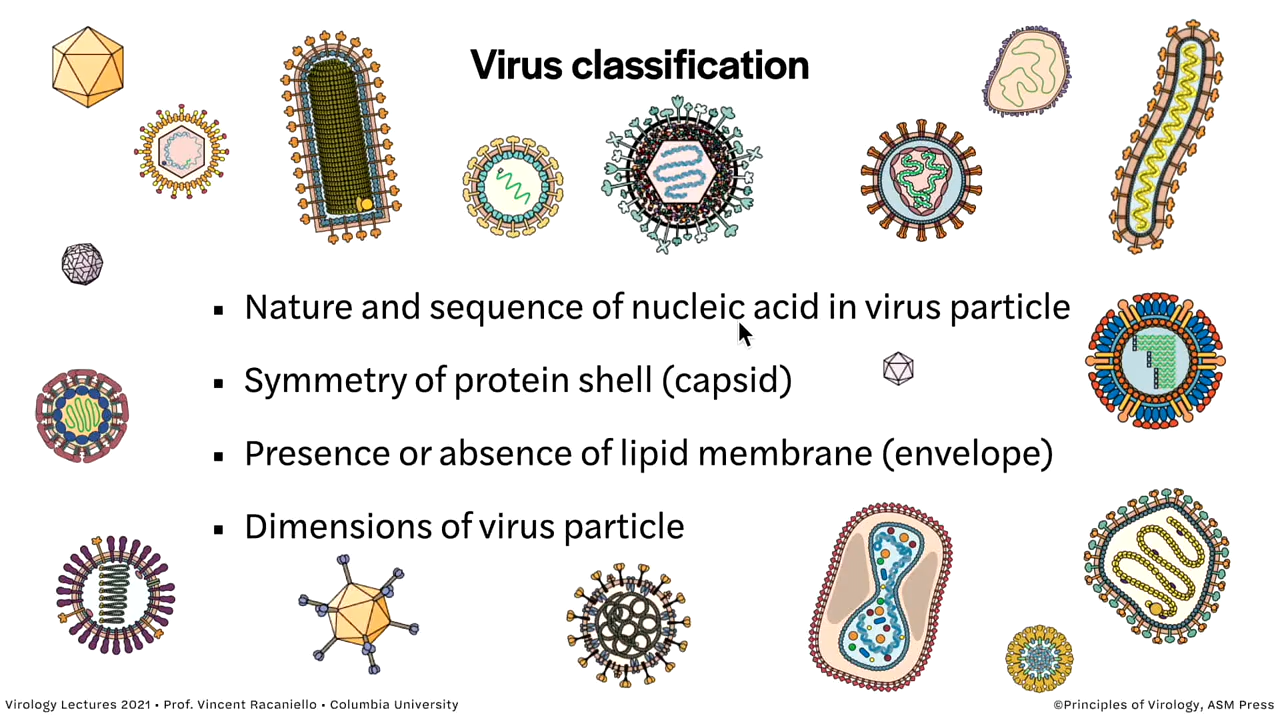 Virus classification
▪ Nature and sequence of nucleic acid in virus particle
▪ Symmetry of protein shell (capsid)
▪ Presence or absence of lipid membrane (envelope)
▪ Dimensions of virus particle
Virology Lectures 2021 • Prof. Vincent Racaniello • Columbia University
©Principles of Virology, ASM Press